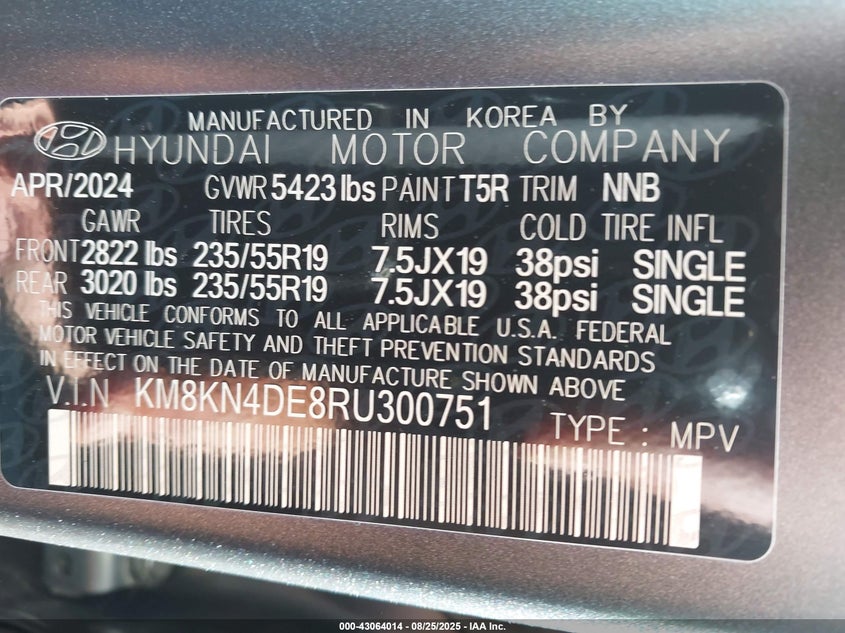 MANUFACTURED IN KOREA BY
HYUNDAI MOTOR COMPANY
APR/2024 GVWR 5423 lbs PAINT T5R TRIM NNB
GAWR TIRES RIMS COLD TIRE INFL
FRONT 2822 lbs 235/55R19 7.5JX19 38psi SINGLE
REAR 3020 lbs 235/55R19 7.5JX19 38psi SINGLE
THIS VEHICLE CONFORMS TO ALL APPLICABLE U.S.A. FEDERAL
MOTOR VEHICLE SAFETY AND THEFT PREVENTION STANDARDS
IN EFFECT ON THE DATE OF MANUFACTURE SHOWN ABOVE
V.I.N KM8KN4DE8RU300751
TYPE : MPV
000-43064014 - 08/25/2025 - IAA Inc.